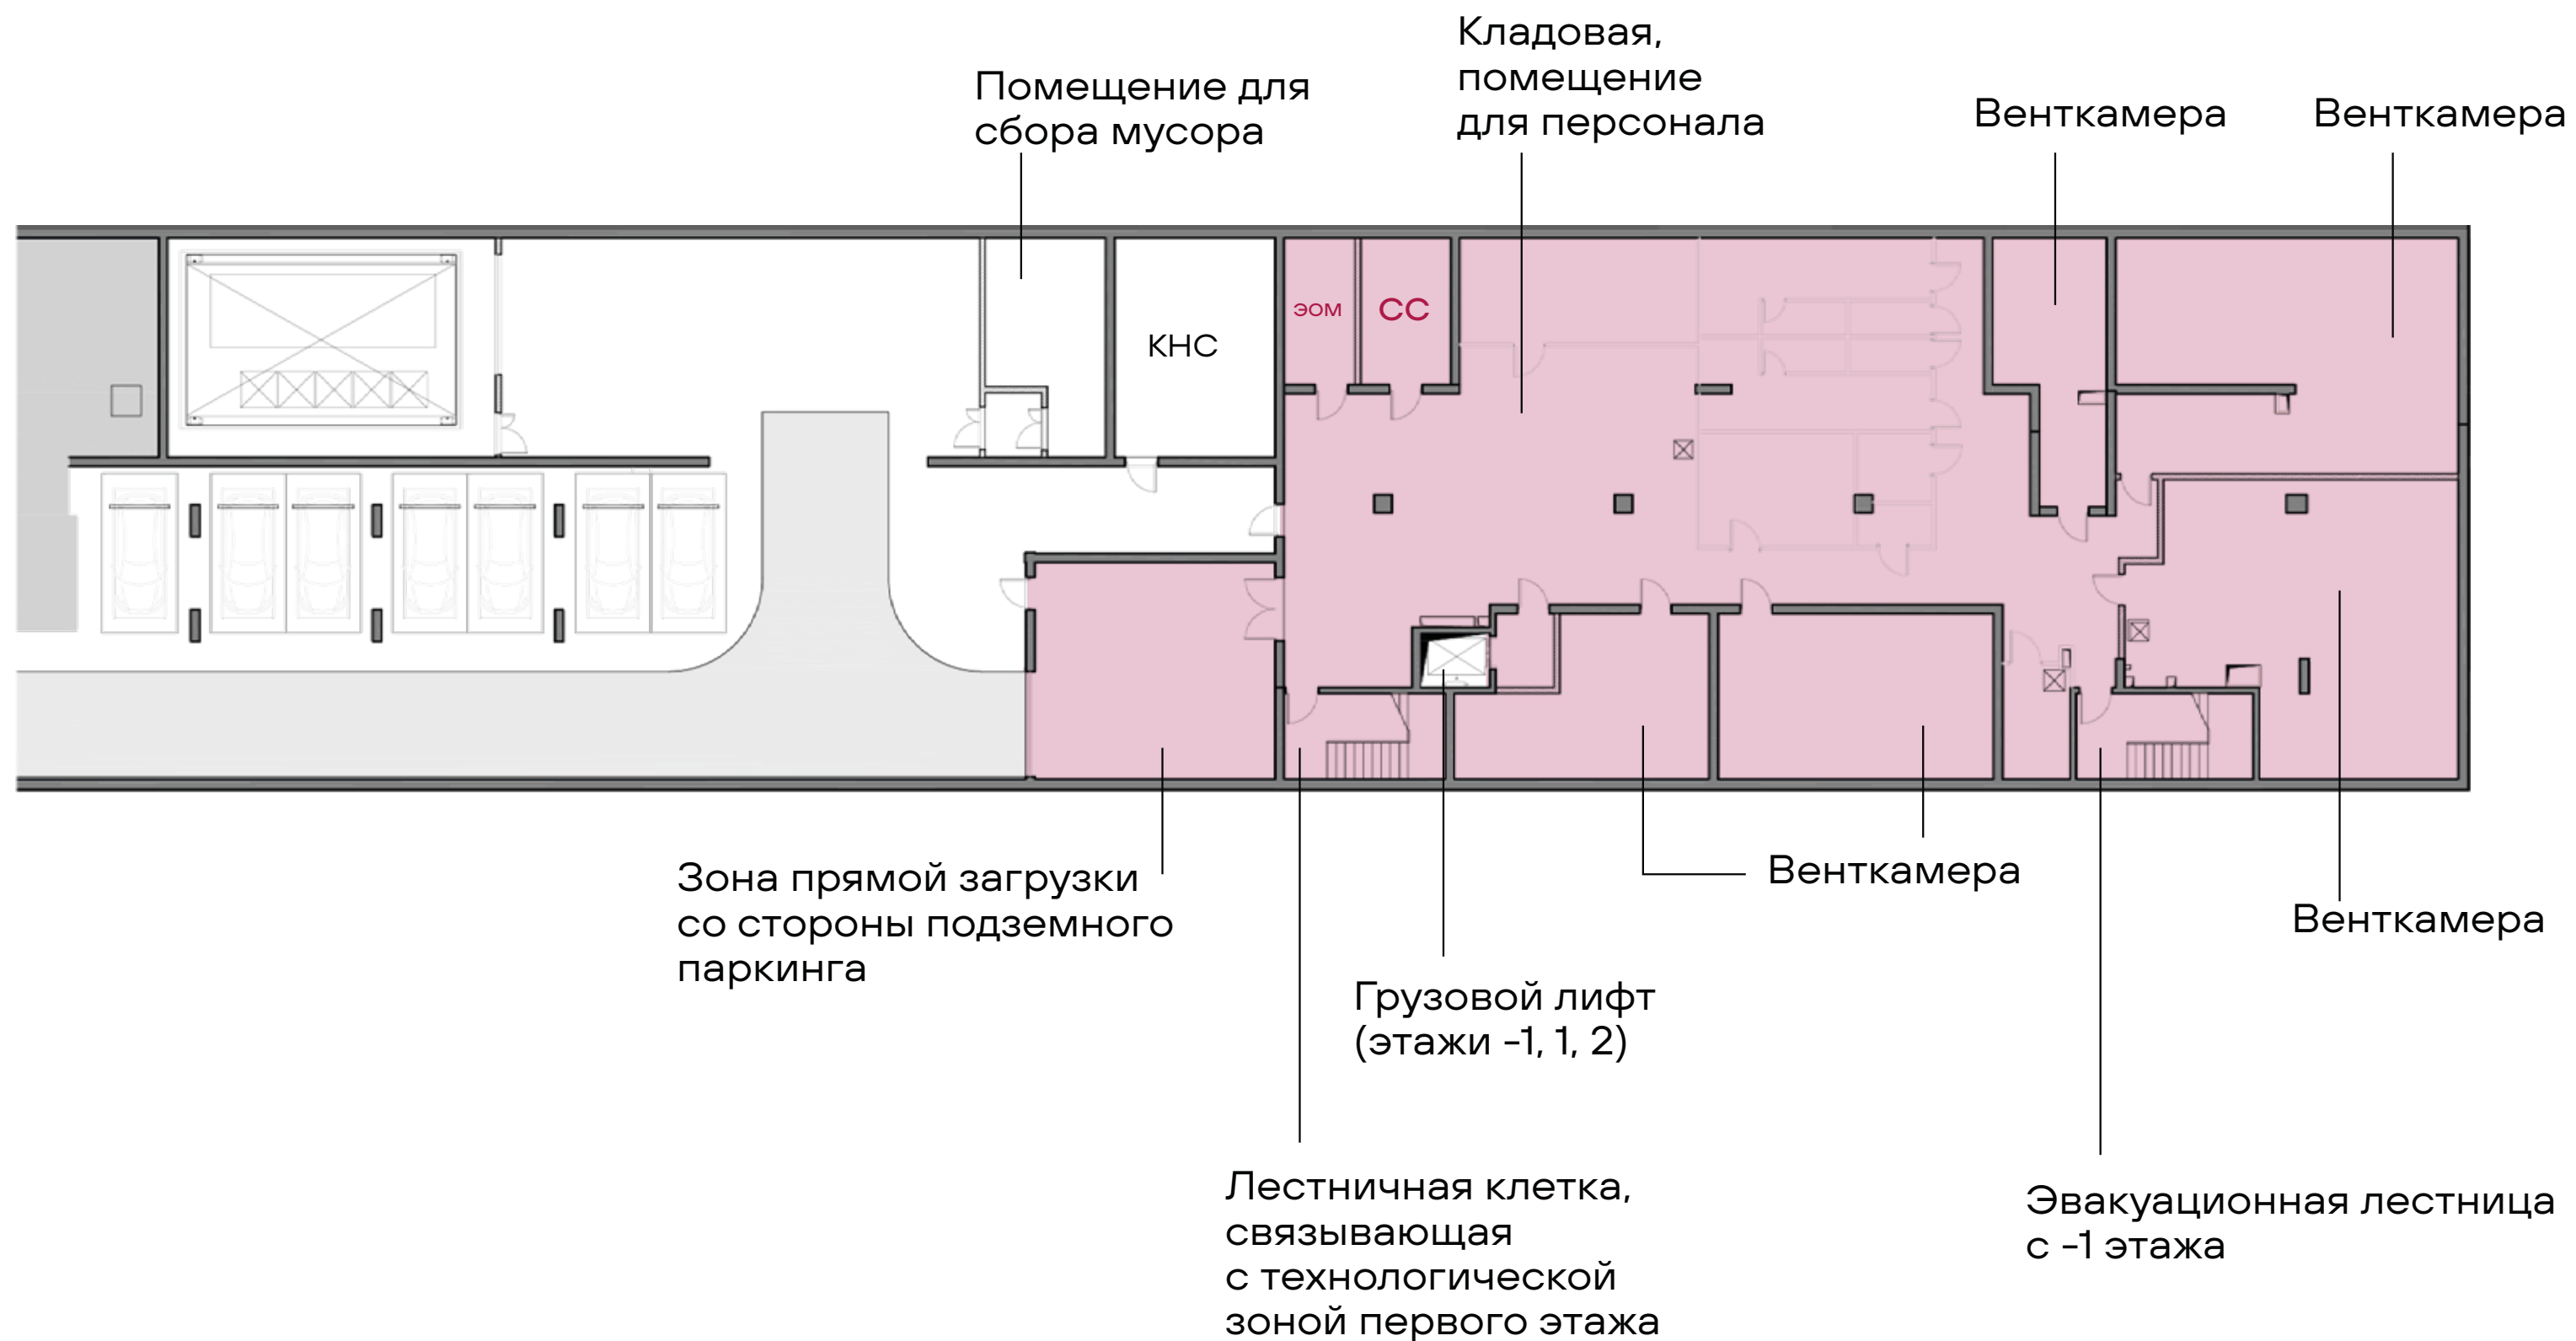 Кладовая,
помещение
для персонала
Помещение для
сбора мусора
Венткамера
Венткамера
ЭОМ
СС
КНС
Зона прямой загрузки
со стороны подземного
паркинга
Венткамера
Венткамера
Грузовой лифт
(этажи -1, 1, 2)
Лестничная клетка,
связывающая
с технологической
зоной первого этажа
Эвакуационная лестница
с -1 этажа